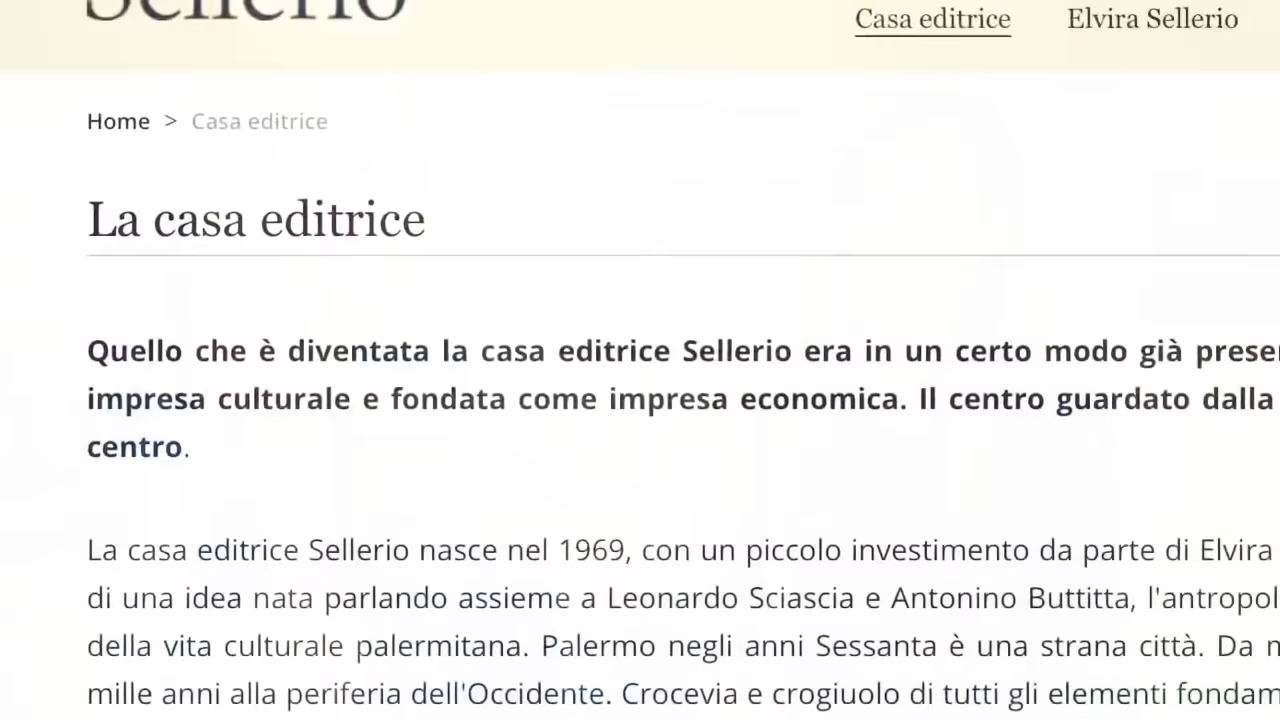 Sellerio
Casa editrice
Elvira Sellerio
Home > Casa editrice
La casa editrice
Quello che è diventata la casa editrice Sellerio era in un certo modo già
impresa culturale e fondata come impresa economica. Il centro guardato dalla
centro.
La casa editrice Sellerio nasce nel 1969, con un piccolo investimento da parte di Elvira
di una idea nata parlando assieme a Leonardo Sciascia e Antonino Buttitta,
della vita culturale palermitana. Palermo negli anni Sessanta è una strana città. Da
mille anni alla periferia dell'Occidente. Crocevia e crogiuolo di tutti gli elementi